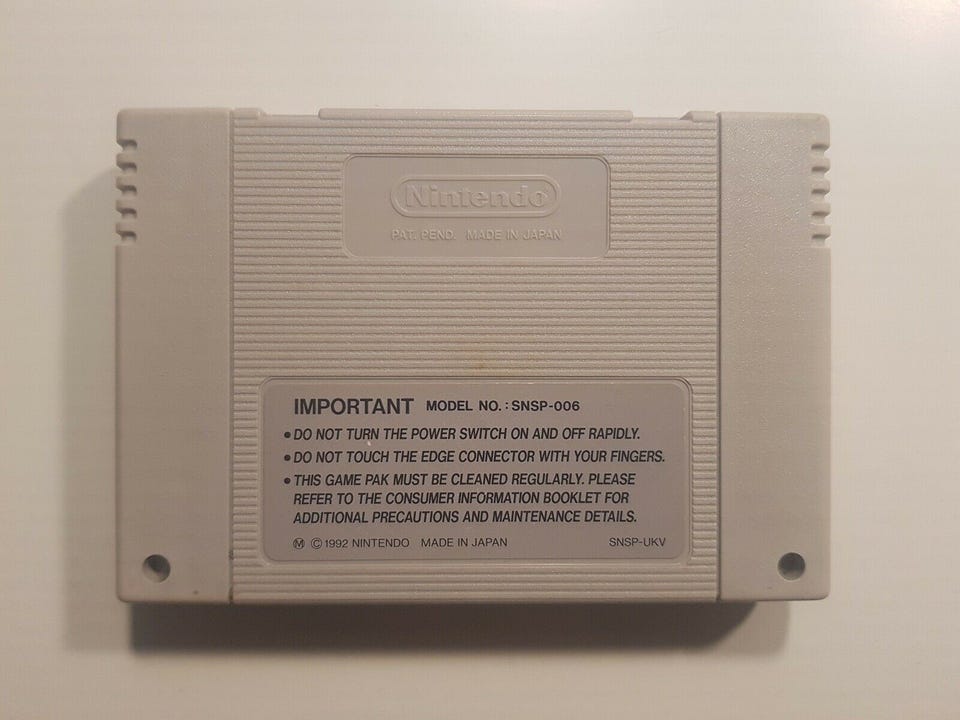 Nintendo
PAT. PEND. MADE IN JAPAN
IMPORTANT MODEL NO. : SNSP-006
• DO NOT TURN THE POWER SWITCH ON AND OFF RAPIDLY.
• DO NOT TOUCH THE EDGE CONNECTOR WITH YOUR FINGERS.
• THIS GAME PAK MUST BE CLEANED REGULARLY. PLEASE
REFER TO THE CONSUMER INFORMATION BOOKLET FOR
ADDITIONAL PRECAUTIONS AND MAINTENANCE DETAILS.
Ⓜ ©1992 NINTENDO MADE IN JAPAN SNSP-UKV